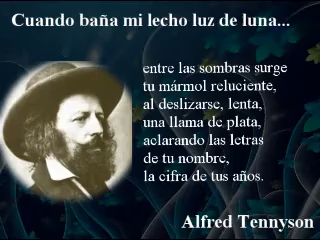 Cuando baña mi lecho luz de luna...
entre las sombras surge
tu mármol reluciente,
al deslizarse, lenta,
una llama de plata,
aclarando las letras
de tu nombre,
la cifra de tus años.
Alfred Tennyson